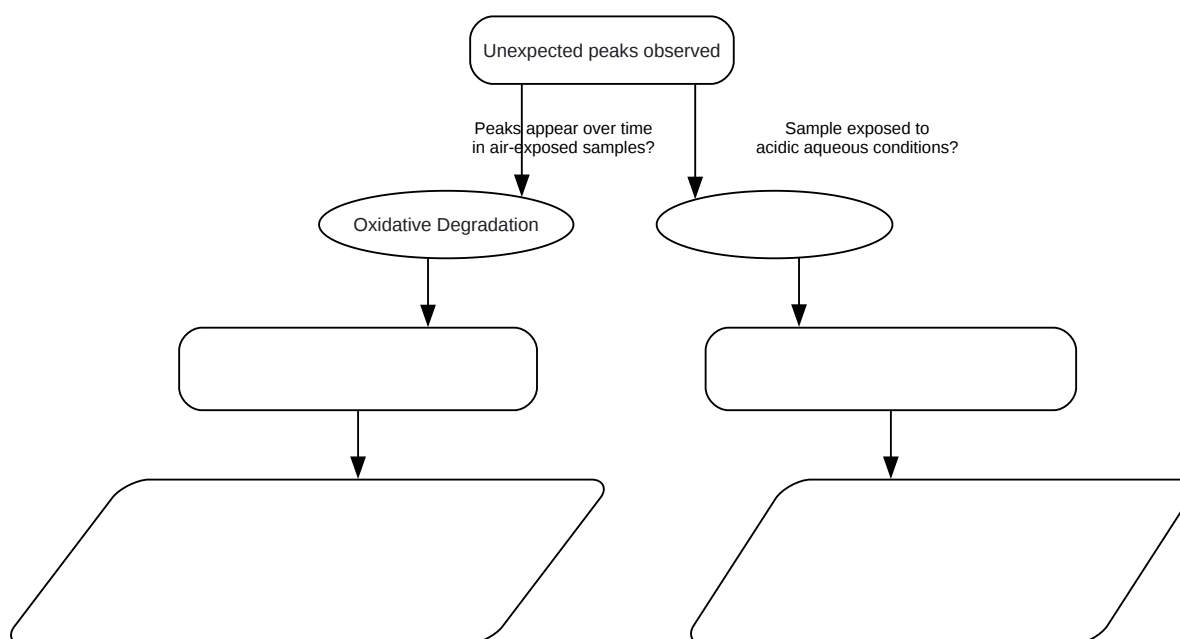 Unexpected peaks observed
Peaks appear over time
in air-exposed samples?
Sample exposed to
acidic aqueous conditions?
Oxidative Degradation